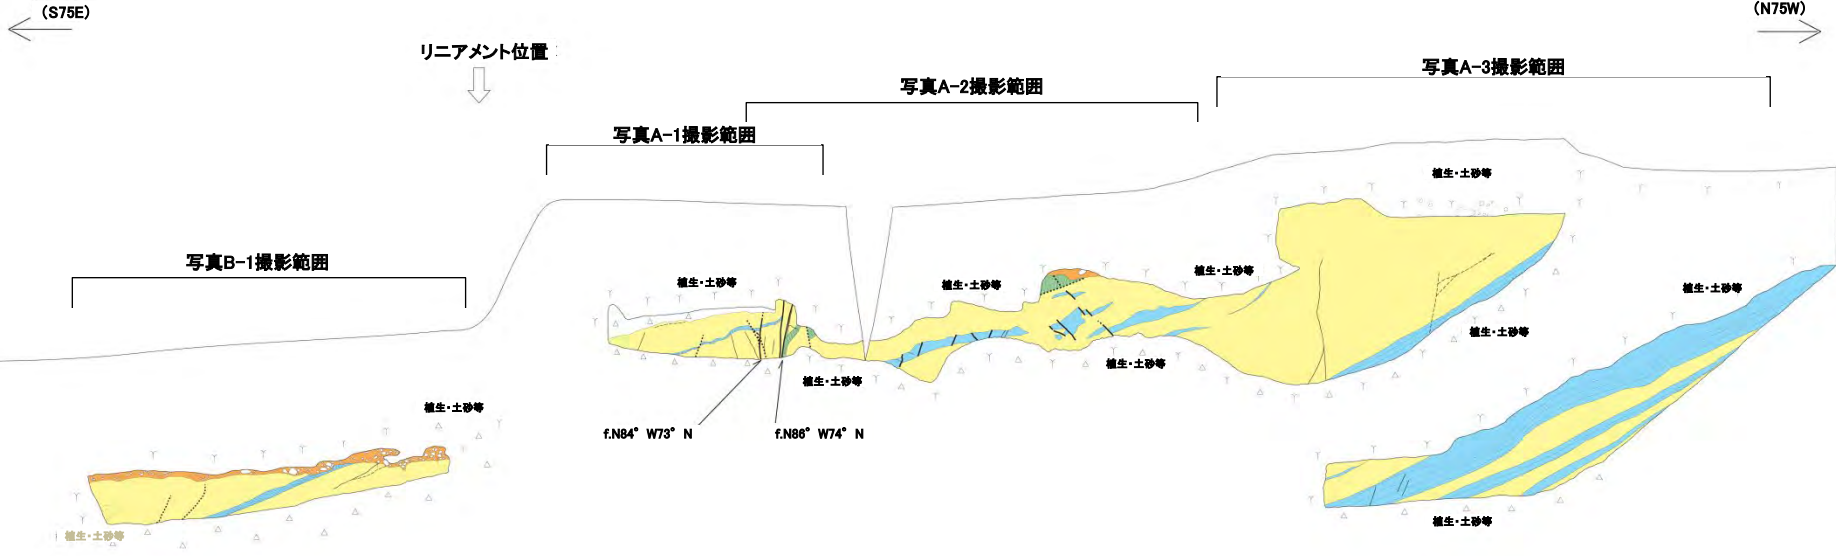 (S75E)
(N75W)
リニアメント位置
写真A-3撮影範囲
写真A-2撮影範囲
写真A-1撮影範囲
植生・土砂等
写真B-1撮影範囲
植生・土砂等
植生・土砂等
植生・土砂等
植生・土砂等
植生・土砂等
植生・土砂等
植生・土砂等
植生・土砂等
f.N84°W73°N
f.N86°W74°N
植生・土砂等
植生・土砂等